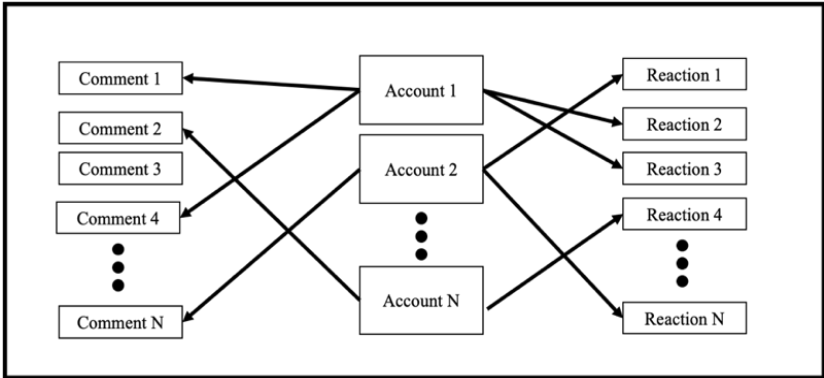 Comment 1
Comment 2
Comment 3
Comment 4
Comment N
Account 1
Account 2
Account N
Reaction 1
Reaction 2
Reaction 3
Reaction 4
Reaction N